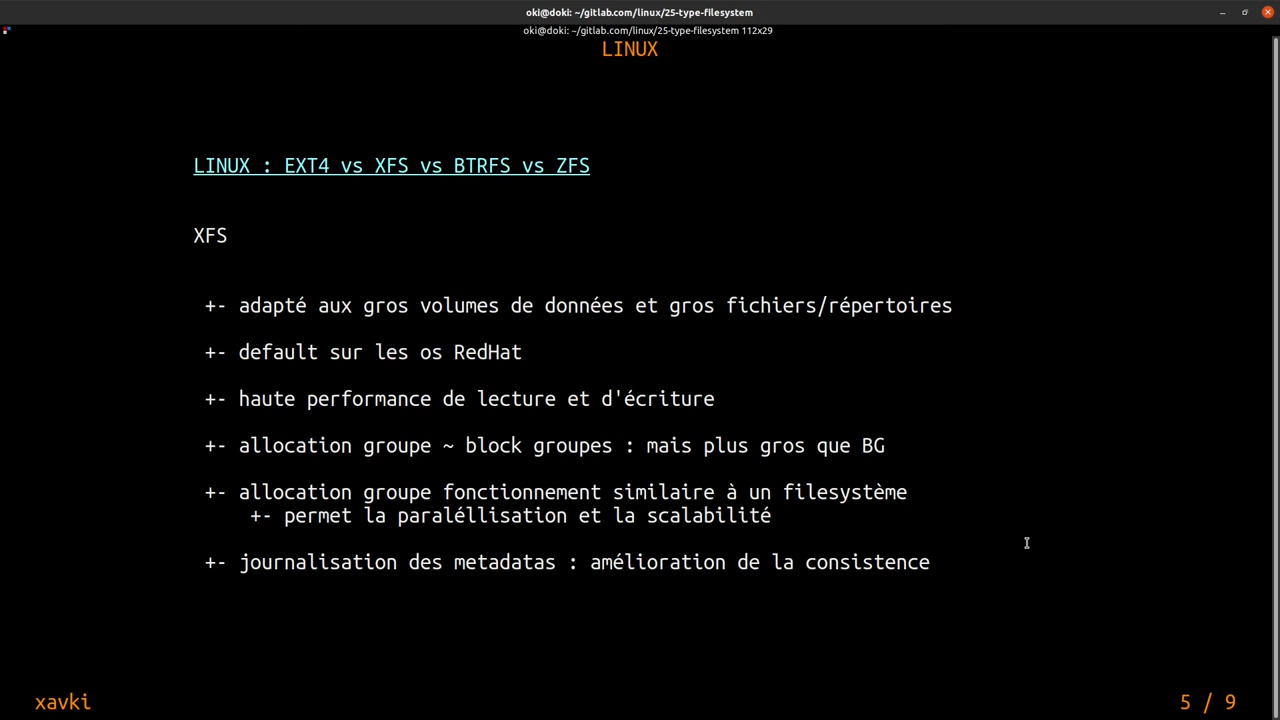 oki@doki: ~/gitlab.com/linux/25-type-filesystem
oki@doki: ~/gitlab.com/linux/25-type-filesystem 112x29
LINUX
LINUX : EXT4 vs XFS vs BTRFS vs ZFS
XFS
+- adapté aux gros volumes de données et gros fichiers/répertoires
+- default sur les os RedHat
+- haute performance de lecture et d'écriture
+- allocation groupe ~ block groupes : mais plus gros que BG
+- allocation groupe fonctionnement similaire à un filesystème
+- permet la paraléllisation et la scalabilité
+- journalisation des metadatas : amélioration de la consistence
xavki
5 / 9